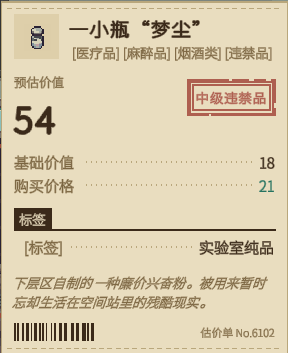 一小瓶“梦尘”
[医疗品] [麻醉品] [烟酒类] [违禁品]
预估价值
54
中级违禁品
基础价值 18
购买价格 21
标签
[标签] 实验室纯品
下层区自制的一种廉价兴奋粉。被用来暂时
忘却生活在空间站里的残酷现实。
估价单 No.6102